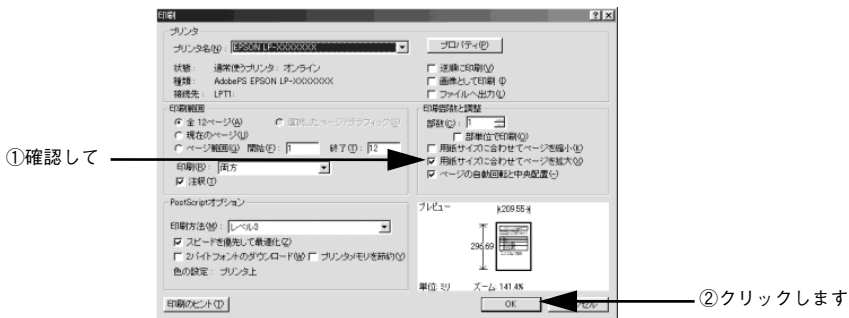 印刷
プリンタ
プリンタ名(N): EPSON LP-XXXXXXX
プロパティ(P)
状態: 通常使うプリンタ: オンライン
種類: AdobePS EPSON LP-XXXXXXX
接続先: LPT1:
逆順に印刷(V)
画像として印刷(I)
ファイルへ出力(L)
印刷範囲
全 12ページ(A) 選択したページ/グラフィック(E)
現在のページ(U)
ページ範囲(G) 開始(F): 1 終了(T): 12
印刷(R): 両方
注釈(T)
印刷部数と調整
部数(C): 1
部単位で印刷(O)
用紙サイズに合わせてページを縮小(K)
用紙サイズに合わせてページを拡大(X)
ページの自動回転と中央配置(-)
①確認して
PostScriptオプション
印刷方法(M): レベル3
スピードを優先して最適化(Z)
2バイトフォントのダウンロード(W) プリンタメモリを節約(Y)
色の設定: プリンタ上
プレビュー
209.55
296.69
単位: ミリ ズーム: 141.4%
印刷のヒント(T)
OK
②クリックします